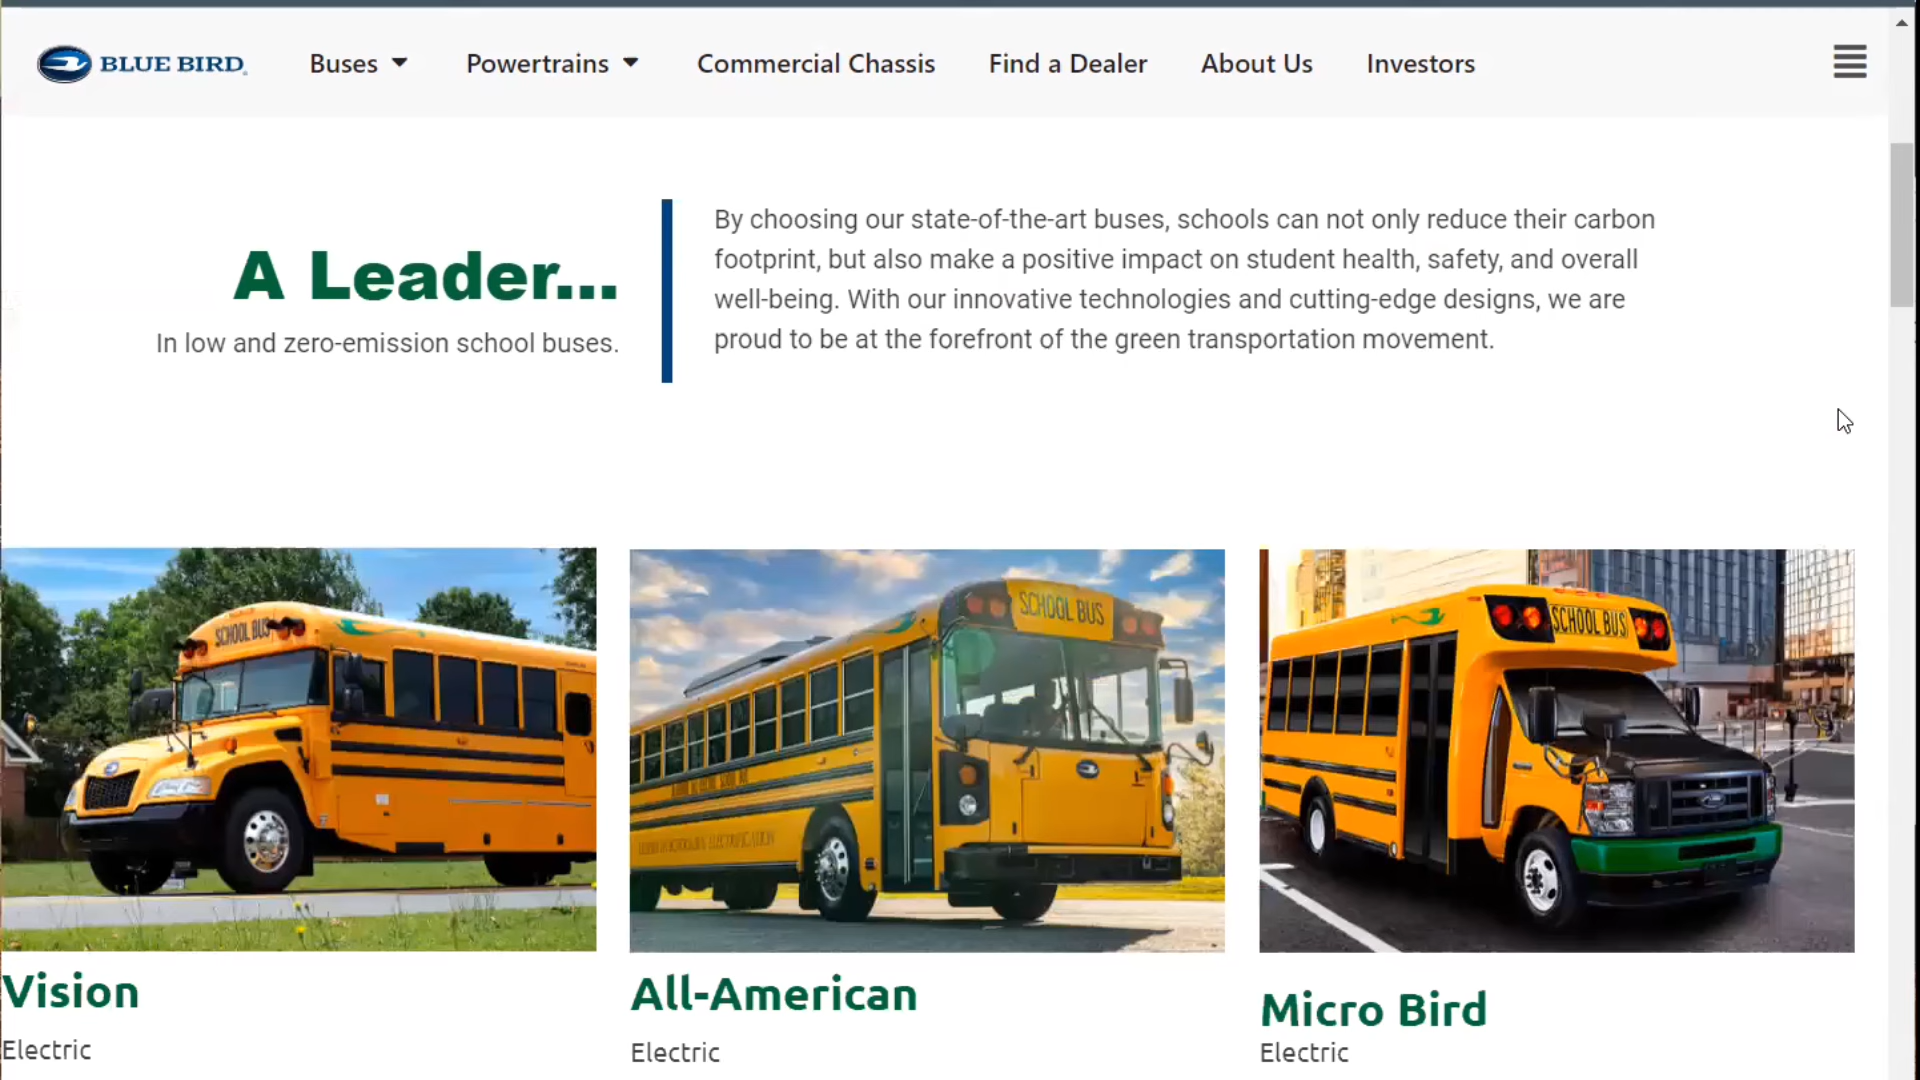 BLUE BIRD
Buses
Powertrains
Commercial Chassis
Find a Dealer
About Us
Investors
A Leader...
In low and zero-emission school buses.
By choosing our state-of-the-art buses, schools can not only reduce their carbon
footprint, but also make a positive impact on student health, safety, and overall
well-being. With our innovative technologies and cutting-edge designs, we are
proud to be at the forefront of the green transportation movement.
SCHOOL BUS
SCHOOL BUS
SCHOOL BUS
Vision
Electric
All-American
Electric
Micro Bird
Electric